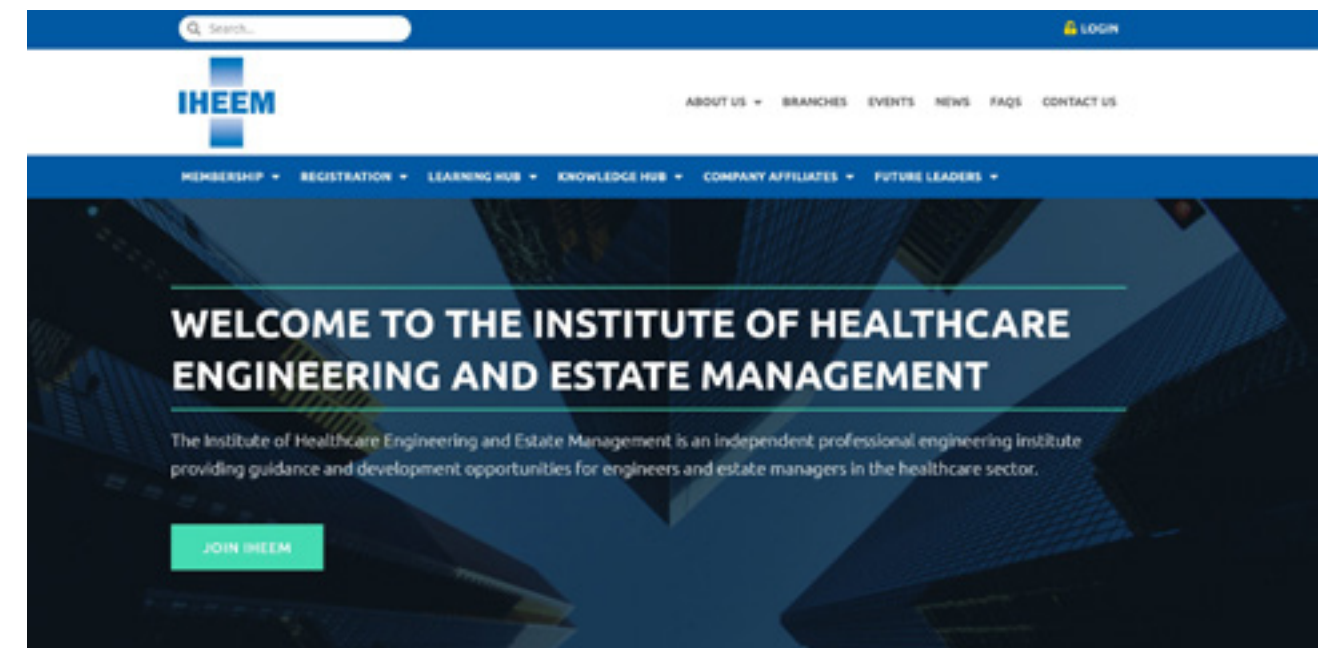 Search...
LOGIN
IHEEM
ABOUT US BRANCHES EVENTS NEWS FAQS CONTACT US
MEMBERSHIP REGISTRATION LEARNING HUB KNOWLEDGE HUB COMPANY AFFILIATES FUTURE LEADERS
WELCOME TO THE INSTITUTE OF HEALTHCARE
ENGINEERING AND ESTATE MANAGEMENT
The Institute of Healthcare Engineering and Estate Management is an independent professional engineering institute
providing guidance and development opportunities for engineers and estate managers in the healthcare sector.
JOIN IHEEM